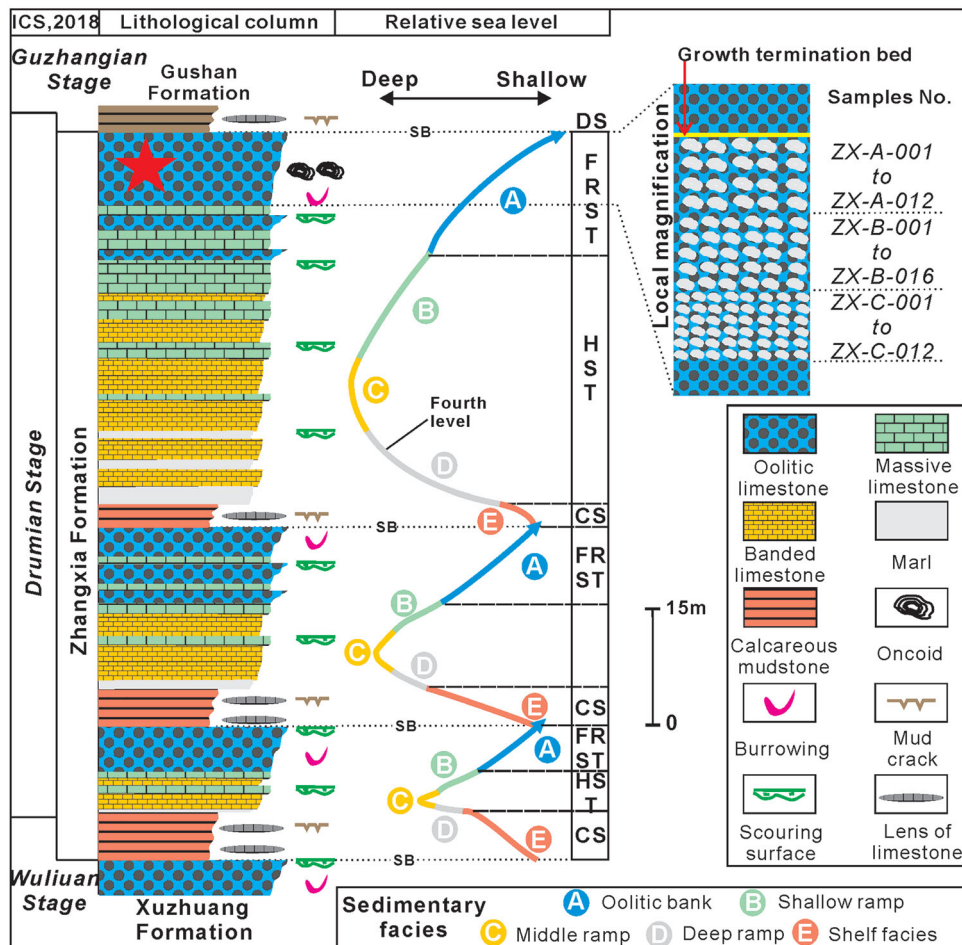 ICS,2018
Lithological column
Relative sea level
Guzhangian
Stage
Gushan
Formation
Deep
Shallow
SB
DS
F
R
S
T
A
B
HST
C
Fourth
level
D
E
CS
SB
FR
ST
A
B
C
D
E
CS
SB
FR
ST
A
B
HS
T
C
D
CS
E
SB
Drumian Stage
Zhangxia Formation
Wuliuan
Stage
Xuzhuang
Formation
15m
0
Growth termination bed
Local magnification
Samples No.
ZX-A-001
to
ZX-A-012
ZX-B-001
to
ZX-B-016
ZX-C-001
to
ZX-C-012
Oolitic
limestone
Massive
limestone
Banded
limestone
Marl
Calcareous
mudstone
Oncoid
Burrowing
Mud
crack
Scouring
surface
Lens of
limestone
Sedimentary
facies
A Oolitic bank
B Shallow ramp
C Middle ramp
D Deep ramp
E Shelf facies